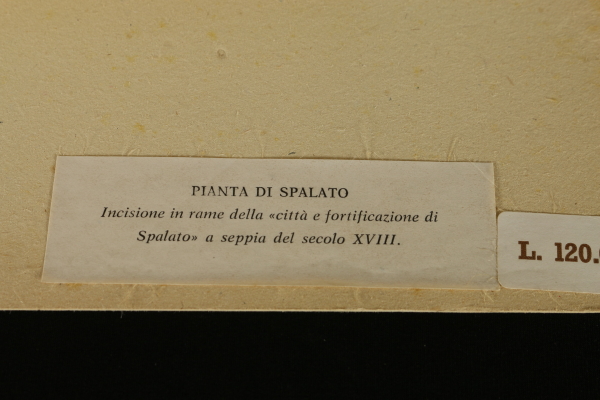 PIANTA DI SPALATO
Incisione in rame della «città e fortificazione di
Spalato» a seppia del secolo XVIII.
L. 120.